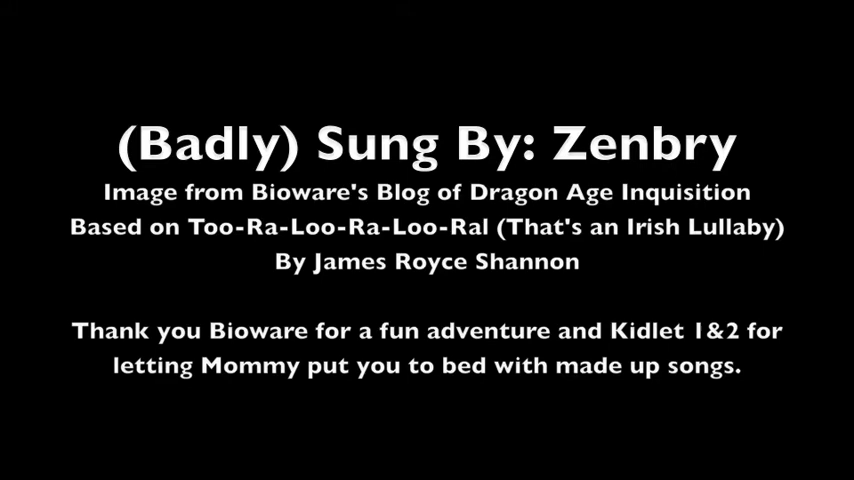 (Badly) Sung By: Zenbry
Image from Bioware's Blog of Dragon Age Inquisition
Based on Too-Ra-Loo-Ra-Loo-Ral (That's an Irish Lullaby)
By James Royce Shannon
Thank you Bioware for a fun adventure and Kidlet 1&2 for
letting Mommy put you to bed with made up songs.